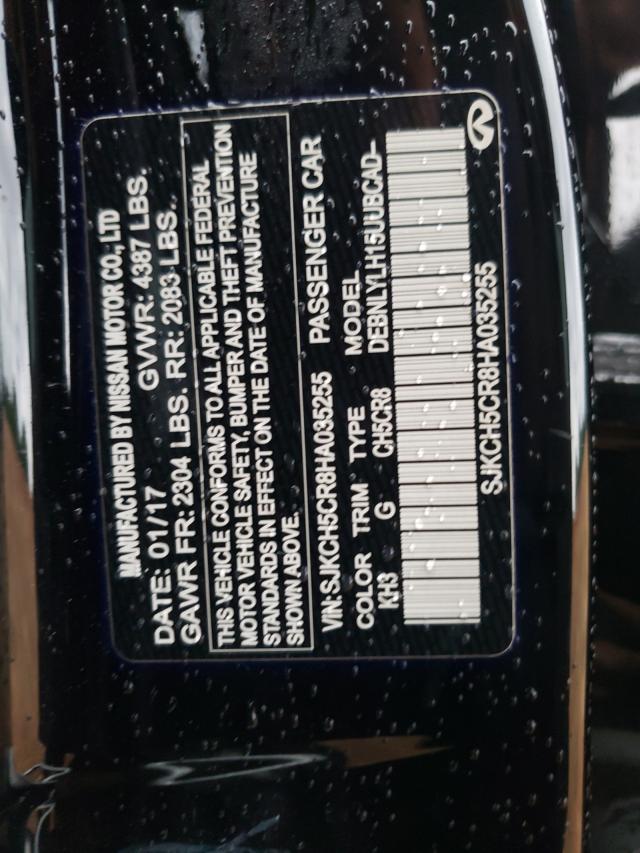 MANUFACTURED BY NISSAN MOTOR CO., LTD
DATE: 01/17 GVWR: 4387 LBS.
GAWR FR: 2304 LBS. RR: 2083 LBS.
THIS VEHICLE CONFORMS TO ALL APPLICABLE FEDERAL
MOTOR VEHICLE SAFETY, BUMPER AND THEFT PREVENTION
STANDARDS IN EFFECT ON THE DATE OF MANUFACTURE
SHOWN ABOVE.
VIN: SJKCH5CR8HA035255 PASSENGER CAR
COLOR TRIM TYPE MODEL
KH3 G CH5CR8 DEBNLYLH15UUBCAD-
SJKCH5CR8HA035255